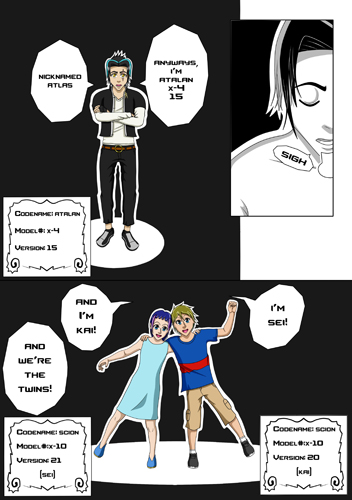 NICKNAMED
ATLAS
ANYWAYS,
I'M
ATALAN
X-4
15
SIGH
CODENAME: ATALAN
MODEL#: X-4
VERSION: 15
AND
I'M
KAI!
I'M
SEI!
AND
WE'RE
THE
TWINS!
CODENAME: SCION
MODEL#:X-10
VERSION: 21
[SEI]
CODENAME: SCION
MODEL#:X-10
VERSION: 20
[KAI]